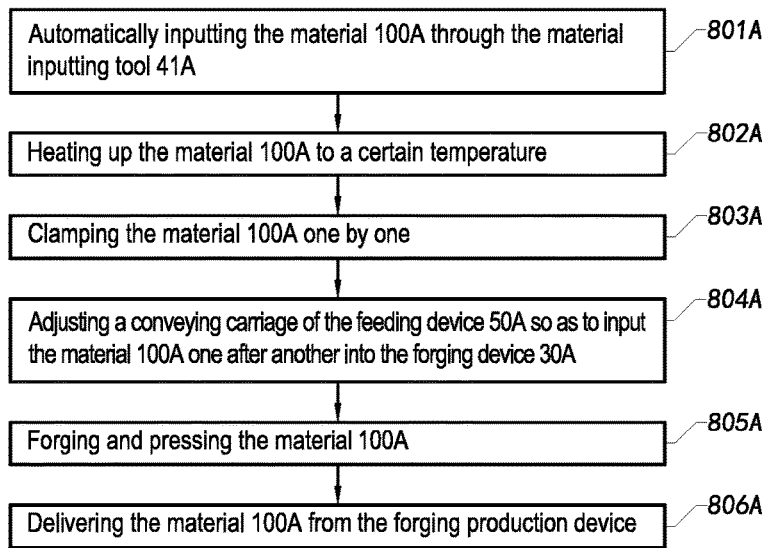 Automatically inputting the material 100A through the material
inputting tool 41A
801A
Heating up the material 100A to a certain temperature
802A
Clamping the material 100A one by one
803A
Adjusting a conveying carriage of the feeding device 50A so as to input
the material 100A one after another into the forging device 30A
804A
Forging and pressing the material 100A
805A
Delivering the material 100A from the forging production device
806A